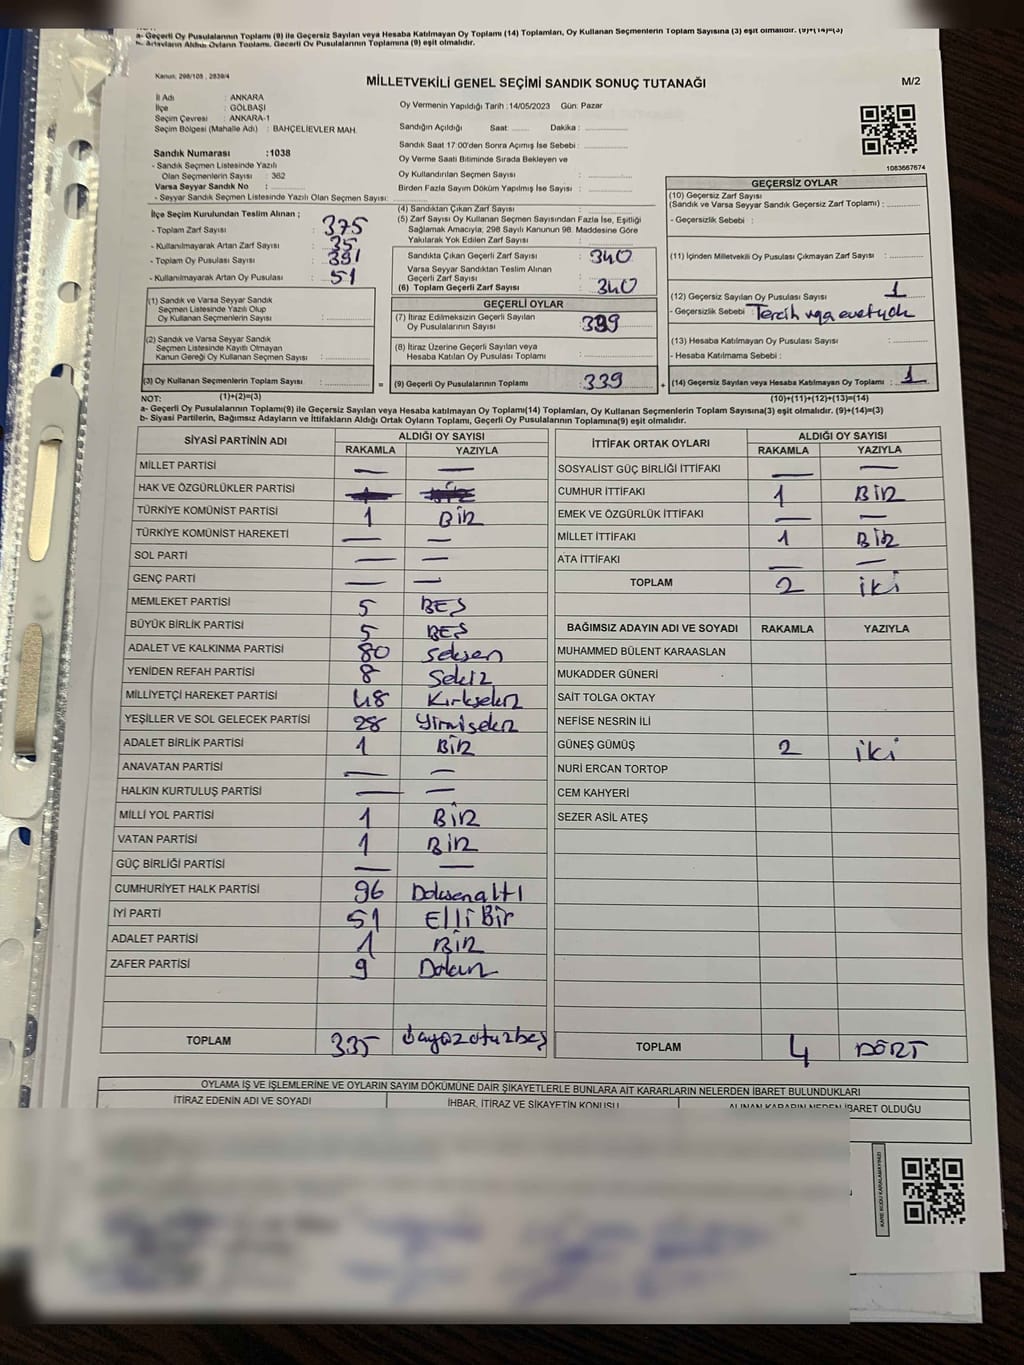 a- Geçerli Oy Pusulalarının Toplamı (9) ile Geçersiz Sayılan veya Hesaba Katılmayan Oy Toplamı (14) Toplamları, Oy Kullanan Seçmenlerin Toplam Sayısına (3) eşit olmalıdır. (9)+(14)=(3)
b- Partilerin Aldığı Oyların Toplamı, Geçerli Oy Pusulalarının Toplamına (9) eşit olmalıdır.
Kanun: 298/105 , 2839/4
MİLLETVEKİLİ GENEL SEÇİMİ SANDIK SONUÇ TUTANAĞI
M/2
İl Adı : ANKARA
İlçe : GÖLBAŞI
Seçim Çevresi : ANKARA-1
Seçim Bölgesi (Mahalle Adı) : BAHÇELİEVLER MAH.
Oy Vermenin Yapıldığı Tarih :14/05/2023 Gün: Pazar
Sandığın Açıldığı Saat: ........ Dakika : ........
Sandık Saat 17:00'den Sonra Açımış İse Sebebi : ........
Oy Verme Saati Bitiminde Sırada Bekleyen ve
Oy Kullandırılan Seçmen Sayısı : ........
Birden Fazla Sayım Döküm Yapılmış İse Sayısı : ........
1083667674
Sandık Numarası :1038
- Sandık Seçmen Listesinde Yazılı
Olan Seçmenlerin Sayısı : 362
Varsa Seyyar Sandık No : ........
- Seyyar Sandık Seçmen Listesinde Yazılı Olan Seçmen Sayısı: ........
İlçe Seçim Kurulundan Teslim Alınan ;
- Toplam Zarf Sayısı : 375
- Kullanılmayarak Artan Zarf Sayısı : 35
- Toplam Oy Pusulası Sayısı : 391
- Kullanılmayarak Artan Oy Pusulası : 51
(1) Sandık ve Varsa Seyyar Sandık
Seçmen Listesinde Yazılı Olup
Oy Kullanan Seçmenlerin Sayısı : ........
(2) Sandık ve Varsa Seyyar Sandık
Seçmen Listesinde Kayıtlı Olmayan
Kanun Gereği Oy Kullanan Seçmen Sayısı : ........
(3) Oy Kullanan Seçmenlerin Toplam Sayısı : ........ =
(4) Sandıktan Çıkan Zarf Sayısı : ........
(5) Zarf Sayısı Oy Kullanan Seçmen Sayısından Fazla İse, Eşitliği
Sağlamak Amacıyla, 298 Sayılı Kanunun 98. Maddesine Göre
Yakılarak Yok Edilen Zarf Sayısı : ........
Sandıkta Çıkan Geçerli Zarf Sayısı : 340
Varsa Seyyar Sandıktan Teslim Alınan
Geçerli Zarf Sayısı : ........
(6) Toplam Geçerli Zarf Sayısı : 340
GEÇERLİ OYLAR
(7) İtiraz Edilmeksizin Geçerli Sayılan
Oy Pusulalarının Sayısı : 339
(8) İtiraz Üzerine Geçerli Sayılan veya
Hesaba Katılan Oy Pusulası Toplamı : ........
(9) Geçerli Oy Pusulalarının Toplamı : 339 +
GEÇERSİZ OYLAR
(10) Geçersiz Zarf Sayısı
(Sandık ve Varsa Seyyar Sandık Geçersiz Zarf Toplamı) : ........
- Geçersizlik Sebebi :
(11) İçinden Milletvekili Oy Pusulası Çıkmayan Zarf Sayısı : ........
(12) Geçersiz Sayılan Oy Pusulası Sayısı : 1
- Geçersizlik Sebebi : Tercih veya evet yok
(13) Hesaba Katılmayan Oy Pusulası Sayısı : ........
- Hesaba Katılmama Sebebi :
(14) Geçersiz Sayılan veya Hesaba Katılmayan Oy Toplamı : 1
NOT: (1)+(2)=(3) (10)+(11)+(12)+(13)=(14)
a- Geçerli Oy Pusulalarının Toplamı(9) ile Geçersiz Sayılan veya Hesaba Katılmayan Oy Toplamı(14) Toplamları, Oy Kullanan Seçmenlerin Toplam Sayısına(3) eşit olmalıdır. (9)+(14)=(3)
b- Siyasi Partilerin, Bağımsız Adayların ve İttifakların Aldığı Ortak Oyların Toplamı, Geçerli Oy Pusulalarının Toplamına(9) eşit olmalıdır.
SİYASİ PARTİNİN ADI ALDIĞI OY SAYISI
RAKAMLA YAZIYLA
MİLLET PARTİSİ — —
HAK VE ÖZGÜRLÜKLER PARTİSİ
TÜRKİYE KOMÜNİST PARTİSİ 1 BİR
TÜRKİYE KOMÜNİST HAREKETİ — —
SOL PARTİ — —
GENÇ PARTİ — —
MEMLEKET PARTİSİ 5 BEŞ
BÜYÜK BİRLİK PARTİSİ 5 BEŞ
ADALET VE KALKINMA PARTİSİ 80 Seksen
YENİDEN REFAH PARTİSİ 8 Sekiz
MİLLİYETÇİ HAREKET PARTİSİ 48 Kırksekiz
YEŞİLLER VE SOL GELECEK PARTİSİ 28 Yirmisekiz
ADALET BİRLİK PARTİSİ 1 BİR
ANAVATAN PARTİSİ — —
HALKIN KURTULUŞ PARTİSİ — —
MİLLİ YOL PARTİSİ 1 BİR
VATAN PARTİSİ 1 BİR
GÜÇ BİRLİĞİ PARTİSİ — —
CUMHURİYET HALK PARTİSİ 96 Doksanaltı
İYİ PARTİ 51 Elli Bir
ADALET PARTİSİ 1 BİR
ZAFER PARTİSİ 9 Dokuz
TOPLAM 335 üçyüzotuzbeş
İTTİFAK ORTAK OYLARI ALDIĞI OY SAYISI
RAKAMLA YAZIYLA
SOSYALİST GÜÇ BİRLİĞİ İTTİFAKI — —
CUMHUR İTTİFAKI 1 BİR
EMEK VE ÖZGÜRLÜK İTTİFAKI — —
MİLLET İTTİFAKI 1 BİR
ATA İTTİFAKI — —
TOPLAM 2 iki
BAĞIMSIZ ADAYIN ADI VE SOYADI RAKAMLA YAZIYLA
MUHAMMED BÜLENT KARAASLAN
MUKADDER GÜNERİ
SAİT TOLGA OKTAY
NEFİSE NESRİN İLİ
GÜNEŞ GÜMÜŞ 2 iki
NURİ ERCAN TORTOP
CEM KAHYERİ
SEZER ASİL ATEŞ
TOPLAM 4 DÖRT
OYLAMA İŞ VE İŞLEMLERİNE VE OYLARIN SAYIM DÖKÜMÜNE DAİR ŞİKAYETLERLE BUNLARA AİT KARARLARIN NELERDEN İBARET BULUNDUKLARI
İTİRAZ EDENİN ADI VE SOYADI İHBAR, İTİRAZ VE ŞİKAYETİN KONUSU ALINAN KARARIN NEDEN İBARET OLDUĞU
KARE KODU KARALAMAYINIZ!